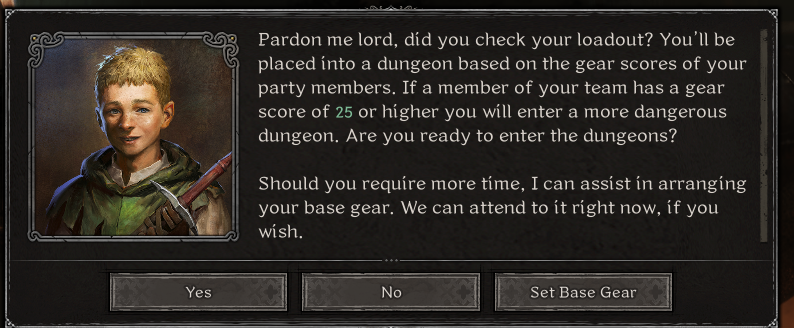 Pardon me lord, did you check your loadout? You'll be
placed into a dungeon based on the gear scores of your
party members. If a member of your team has a gear
score of 25 or higher you will enter a more dangerous
dungeon. Are you ready to enter the dungeons?
Should you require more time, I can assist in arranging
your base gear. We can attend to it right now, if you
wish.
Yes
No
Set Base Gear